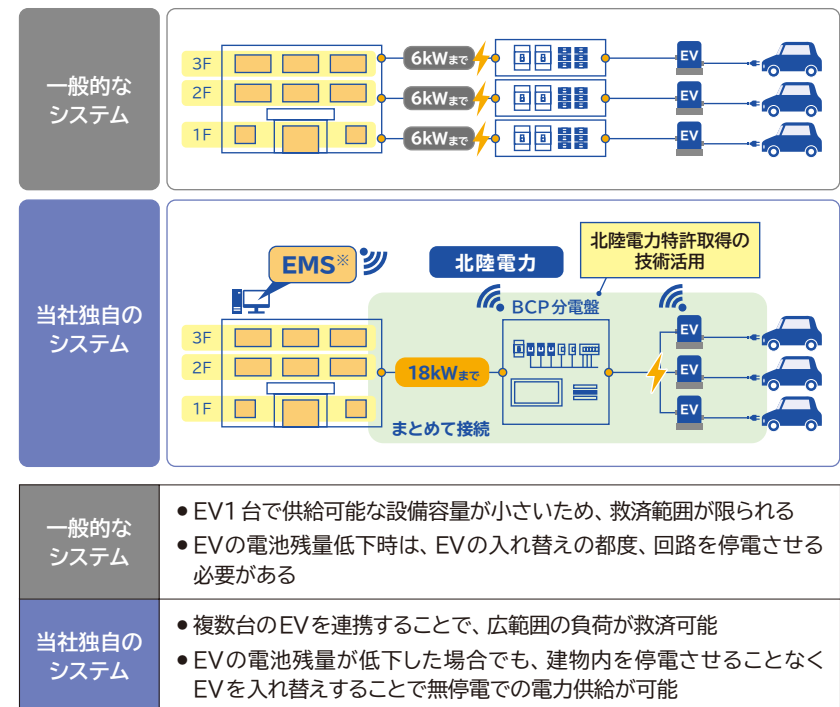 一般的な
システム
3F
2F
1F
6kWまで
6kWまで
6kWまで
EV
EV
EV
当社独自の
システム
EMS※
北陸電力
北陸電力特許取得の
技術活用
BCP分電盤
3F
2F
1F
18kWまで
まとめて接続
EV
EV
EV
一般的な
システム
●EV1台で供給可能な設備容量が小さいため、救済範囲が限られる
●EVの電池残量低下時は、EVの入れ替えの都度、回路を停電させる
必要がある
当社独自の
システム
●複数台のEVを連携することで、広範囲の負荷が救済可能
●EVの電池残量が低下した場合でも、建物内を停電させることなく
EVを入れ替えすることで無停電での電力供給が可能